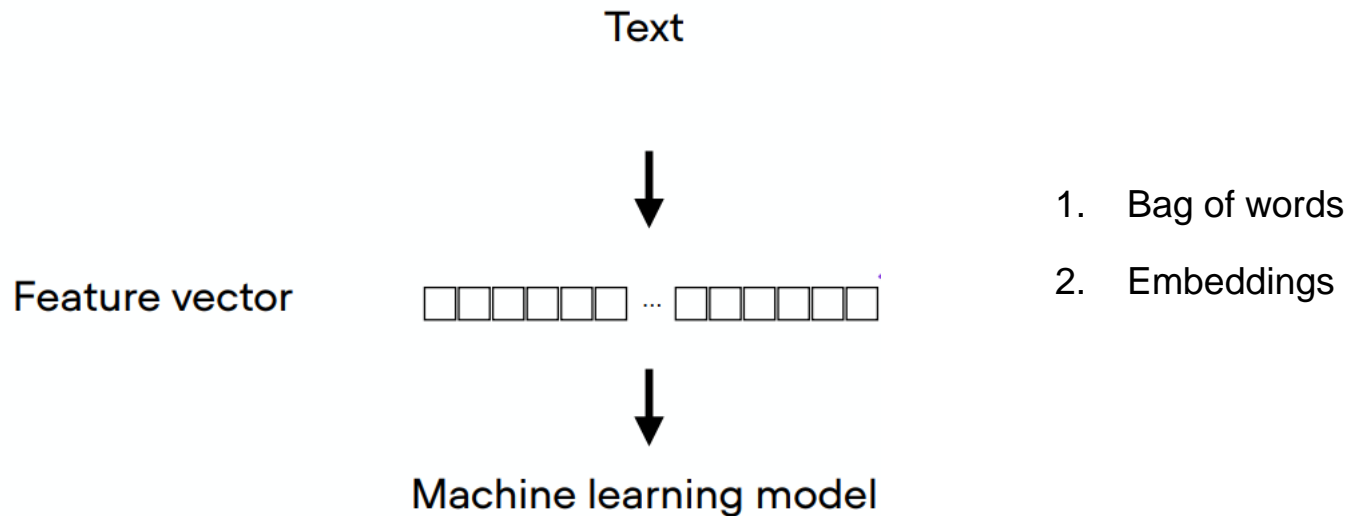 Text
1. Bag of words
Feature vector
...
2. Embeddings
Machine learning model